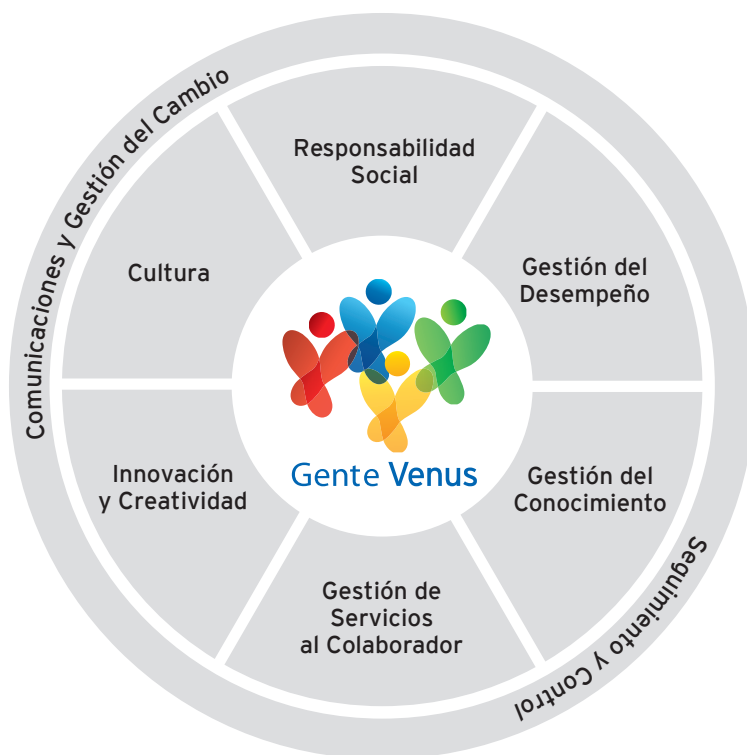 Comunicaciones y Gestión del Cambio
Responsabilidad
Social
Gestión del
Desempeño
Gestión del
Conocimiento
Gestión de
Servicios
al Colaborador
Innovación
y Creatividad
Cultura
Gente Venus
Seguimiento y Control